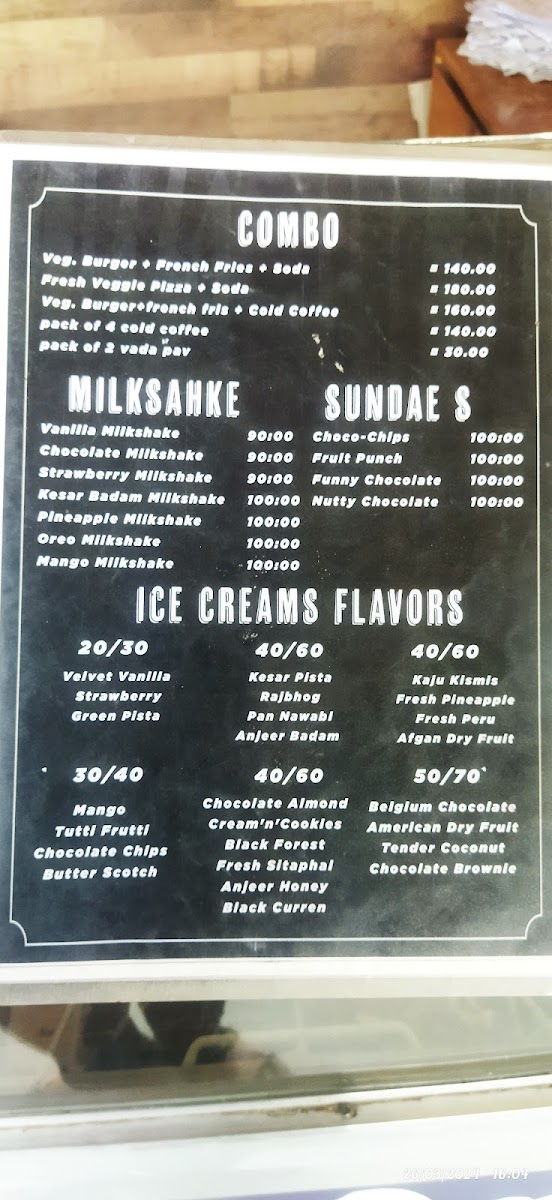 COMBO
Veg. Burger + French Fries + Soda = 140.00
Fresh Veggie Pizza + Soda = 180.00
Veg. Burger+french fris + Cold Coffee = 160.00
pack of 4 cold coffee = 140.00
pack of 2 vada pav = 30.00
MILKSAHKE
Vanilla Milkshake 90:00
Chocolate Milkshake 90:00
Strawberry Milkshake 90:00
Kesar Badam Milkshake 100:00
Pineapple Milkshake 100:00
Oreo Milkshake 100:00
Mango Milkshake 100:00
SUNDAE S
Choco-Chips 100:00
Fruit Punch 100:00
Funny Chocolate 100:00
Nutty Chocolate 100:00
ICE CREAMS FLAVORS
20/30
Velvet Vanilla
Strawberry
Green Pista
40/60
Kesar Pista
Rajbhog
Pan Nawabi
Anjeer Badam
40/60
Kaju Kismis
Fresh Pineapple
Fresh Peru
Afgan Dry Fruit
30/40
Mango
Tutti Frutti
Chocolate Chips
Butter Scotch
40/60
Chocolate Almond
Cream'n'Cookies
Black Forest
Fresh Sitaphal
Anjeer Honey
Black Curren
50/70
Belgium Chocolate
American Dry Fruit
Tender Coconut
Chocolate Brownie